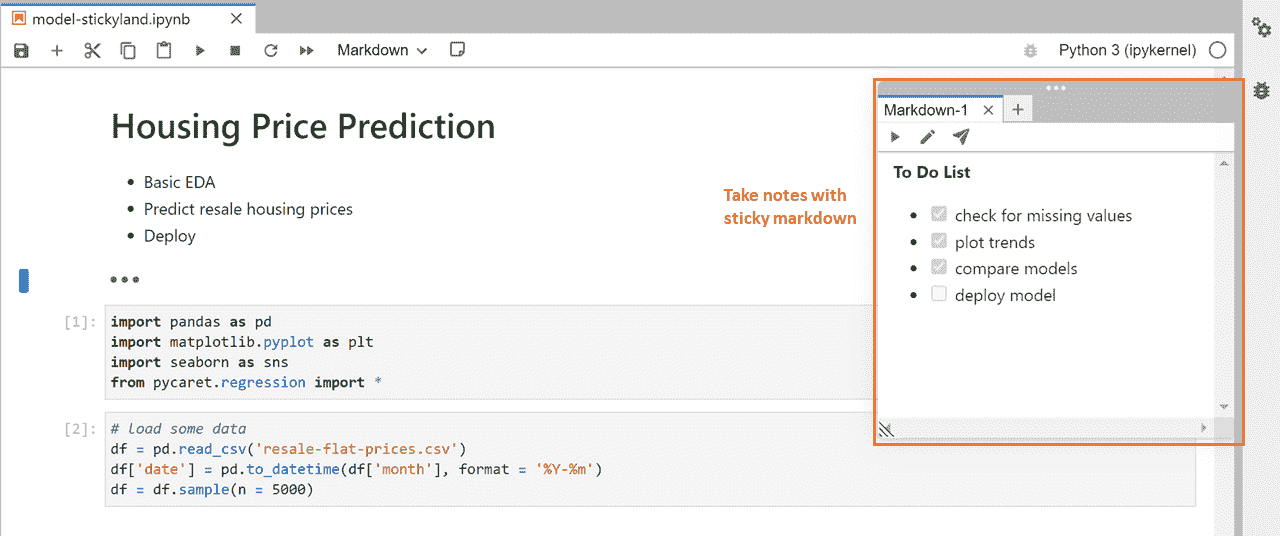 model-stickyland.ipynb
Markdown
Python 3 (ipykernel)
Housing Price Prediction
• Basic EDA
• Predict resale housing prices
• Deploy
Take notes with
sticky markdown
Markdown-1
To Do List
• check for missing values
• plot trends
• compare models
• deploy model
[1]:
import pandas as pd
import matplotlib.pyplot as plt
import seaborn as sns
from pycaret.regression import *
[2]:
# load some data
df = pd.read_csv('resale-flat-prices.csv')
df['date'] = pd.to_datetime(df['month'], format = '%Y-%m')
df = df.sample(n = 5000)